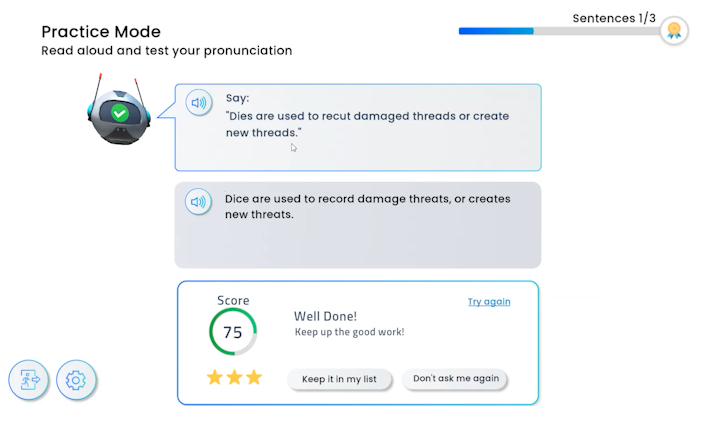 Practice Mode
Sentences 1/3
Read aloud and test your pronunciation
Say:
"Dies are used to recut damaged threads or create
new threads."
Dice are used to record damage threats, or creates
new threats.
Score
75
Well Done!
Keep up the good work!
Try again
Keep it in my list
Don't ask me again